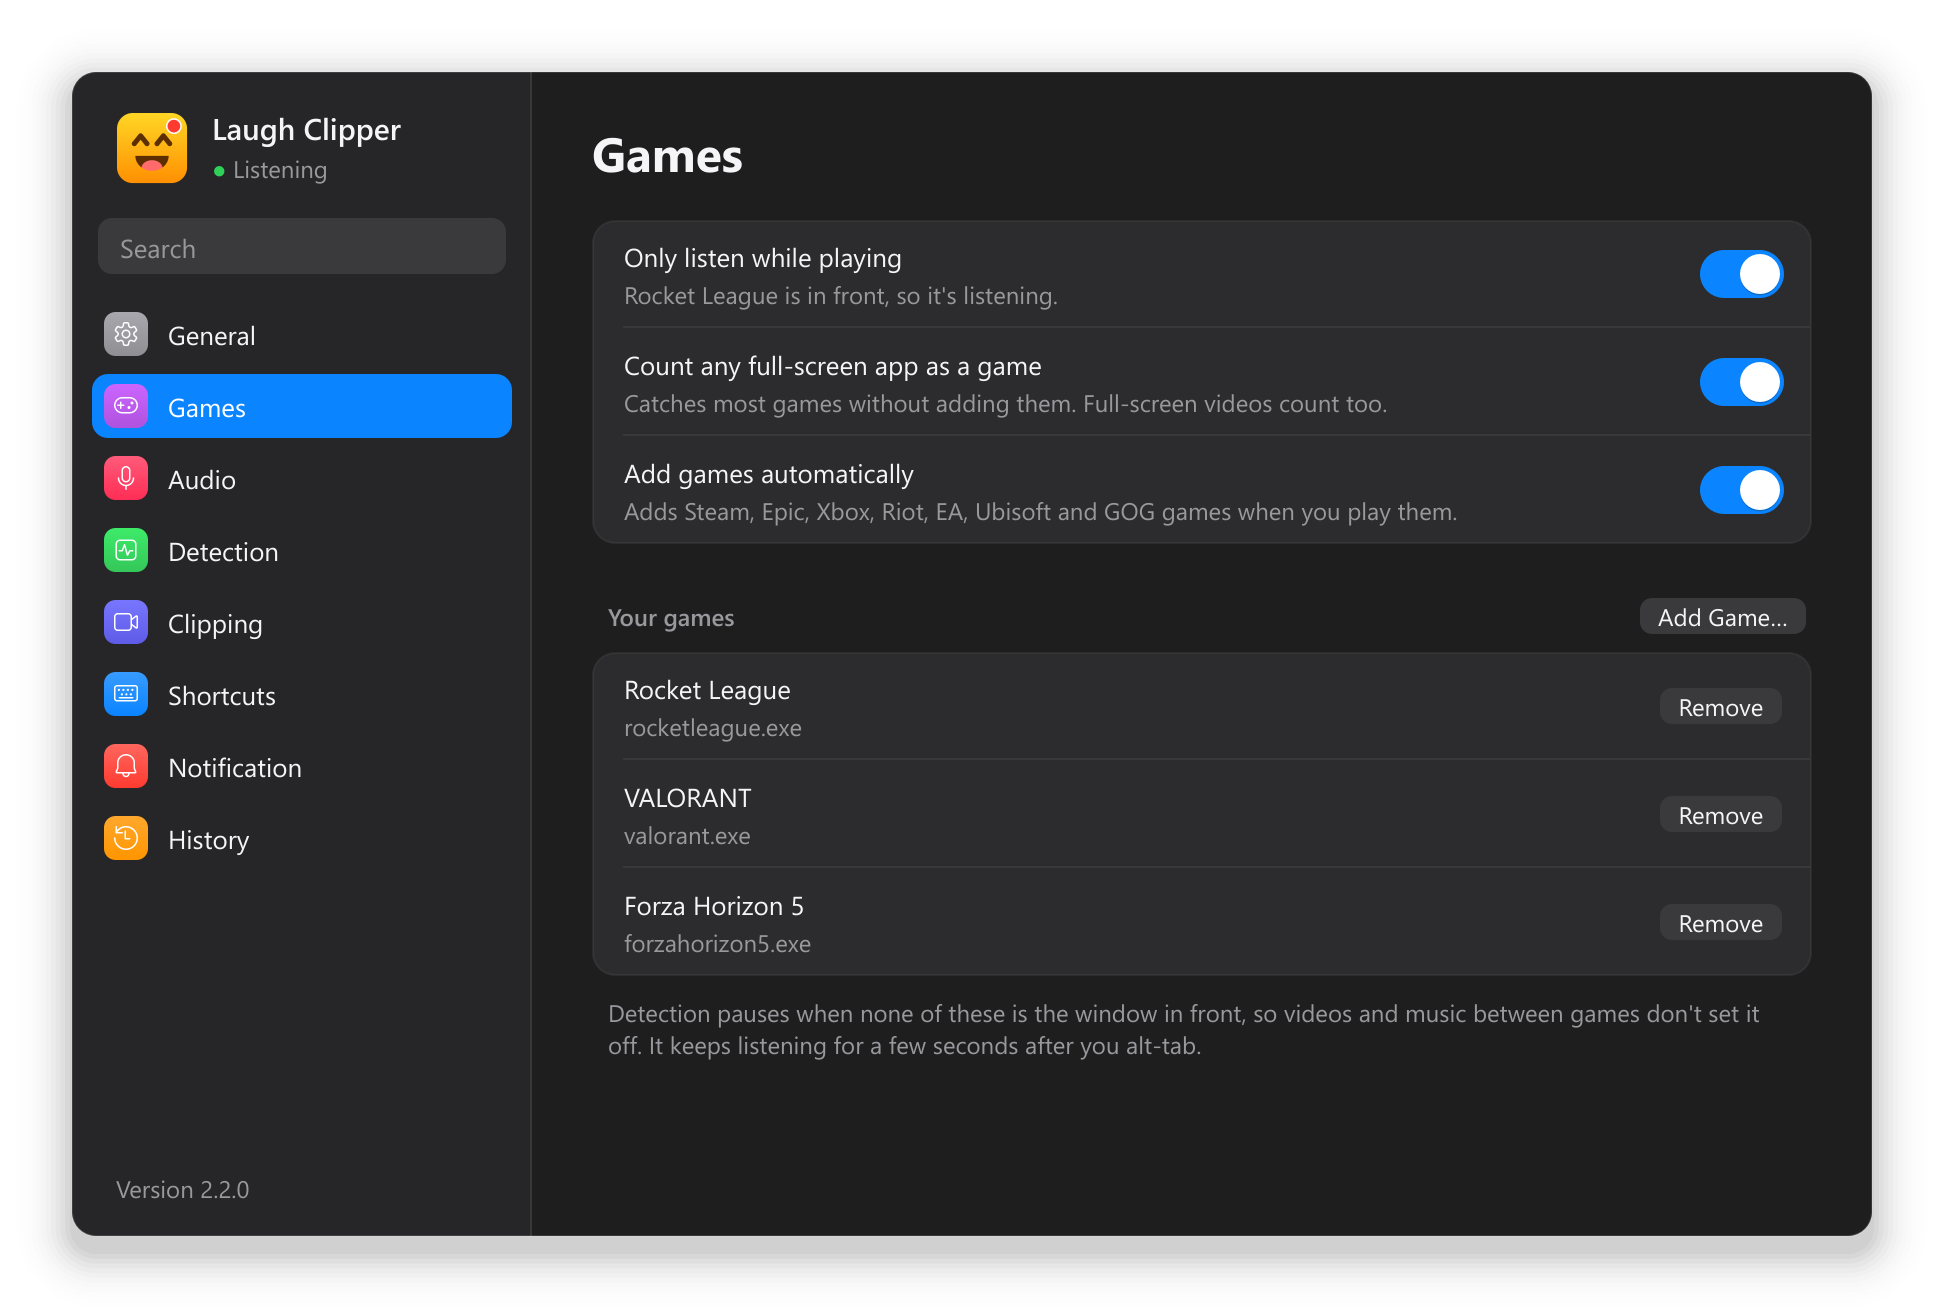 Laugh Clipper
Listening
Search
General
Games
Audio
Detection
Clipping
Shortcuts
Notification
History
Version 2.2.0
Games
Only listen while playing
Rocket League is in front, so it's listening.
Count any full-screen app as a game
Catches most games without adding them. Full-screen videos count too.
Add games automatically
Adds Steam, Epic, Xbox, Riot, EA, Ubisoft and GOG games when you play them.
Your games
Add Game...
Rocket League
rocketleague.exe
Remove
VALORANT
valorant.exe
Remove
Forza Horizon 5
forzahorizon5.exe
Remove
Detection pauses when none of these is the window in front, so videos and music between games don't set it
off. It keeps listening for a few seconds after you alt-tab.